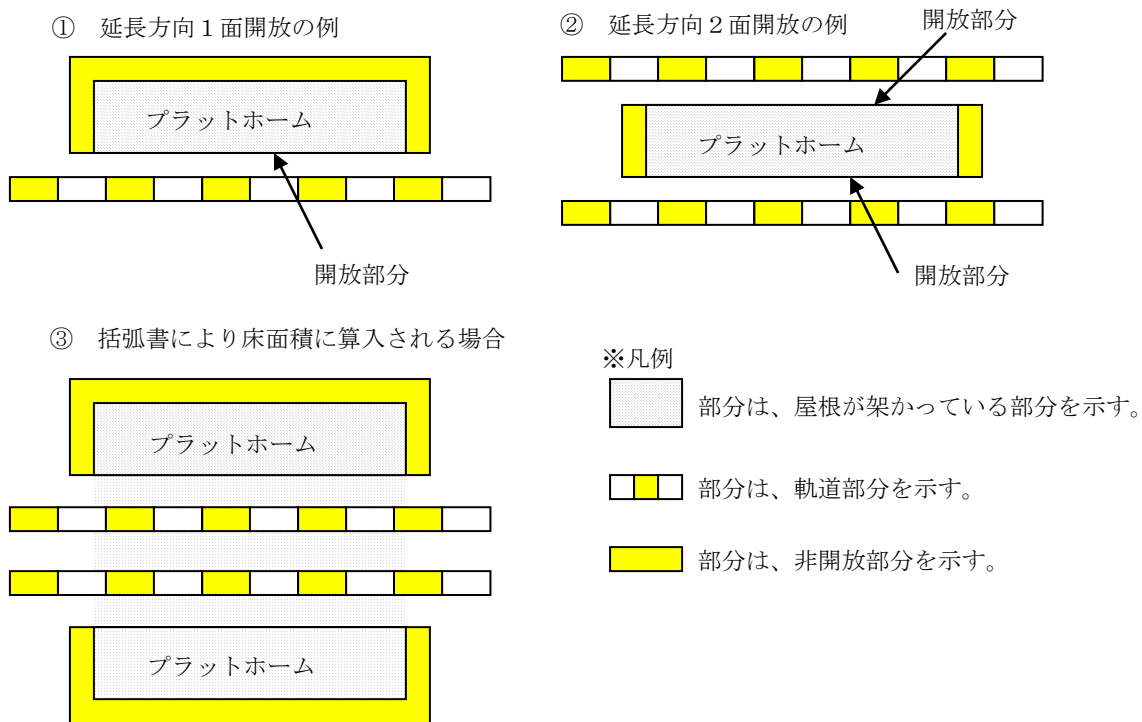 ① 延長方向1面開放の例
プラットホーム
開放部分
② 延長方向2面開放の例
開放部分
プラットホーム
開放部分
③ 括弧書により床面積に算入される場合
プラットホーム
プラットホーム
※凡例
部分は、屋根が架かっている部分を示す。
部分は、軌道部分を示す。
部分は、非開放部分を示す。